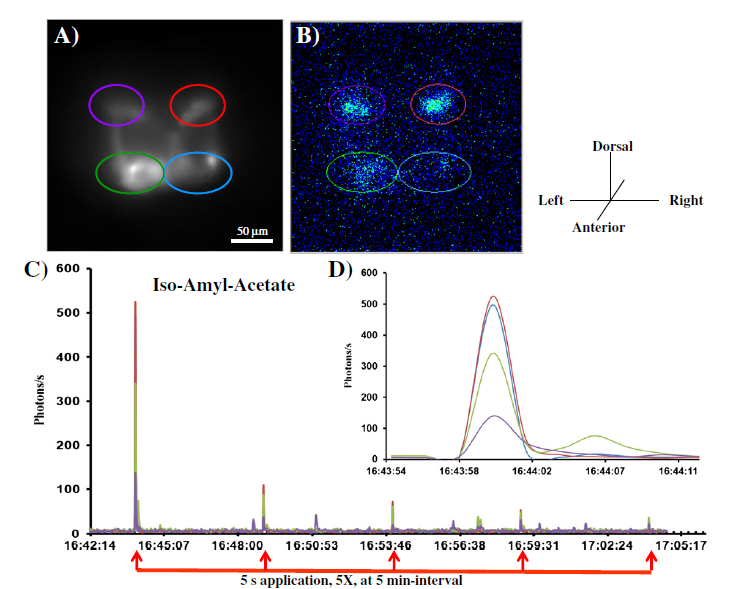 A)
B)
50 µm
Dorsal
Left
Right
Anterior
C)
Iso-Amyl-Acetate
Photons/s
600
500
400
300
200
100
0
16:42:14 16:45:07 16:48:00 16:50:53 16:53:46 16:56:38 16:59:31 17:02:24 17:05:17
5 s application, 5X, at 5 min-interval
D)
Photons/s
600
500
400
300
200
100
0
16:43:54 16:43:58 16:44:02 16:44:07 16:44:11